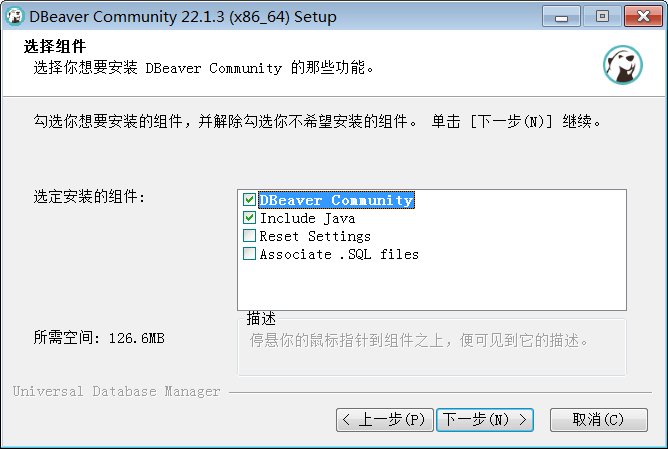 DBeaver Community 22.1.3 (x86_64) Setup
选择组件
选择你想要安装 DBeaver Community 的那些功能。
勾选你想要安装的组件，并解除勾选你不希望安装的组件。 单击 [下一步(N)] 继续。
选定安装的组件:
DBeaver Community
Include Java
Reset Settings
Associate .SQL files
描述
所需空间: 126.6MB
停悬你的鼠标指针到组件之上，便可见到它的描述。
Universal Database Manager
< 上一步(P)
下一步(N) >
取消(C)